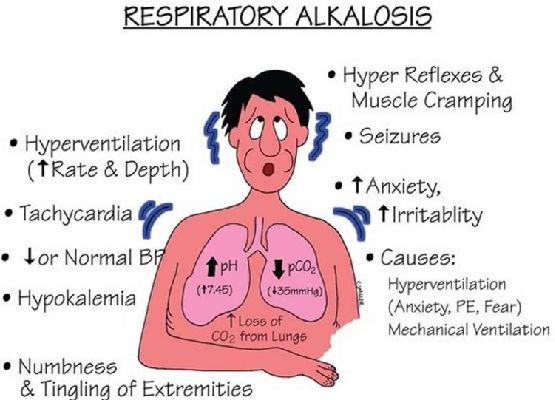 RESPIRATORY ALKALOSIS
• Hyperventilation
(↑Rate & Depth)
• Tachycardia
• ↓or Normal BP
• Hypokalemia
• Numbness
& Tingling of Extremities
↑ pH
(↑7.45)
↓ pCO₂
(↓35mmHg)
↑ Loss of
CO₂ from Lungs
• Hyper Reflexes &
Muscle Cramping
• Seizures
• ↑Anxiety,
↑Irritablity
• Causes:
Hyperventilation
(Anxiety, PE, Fear)
Mechanical Ventilation